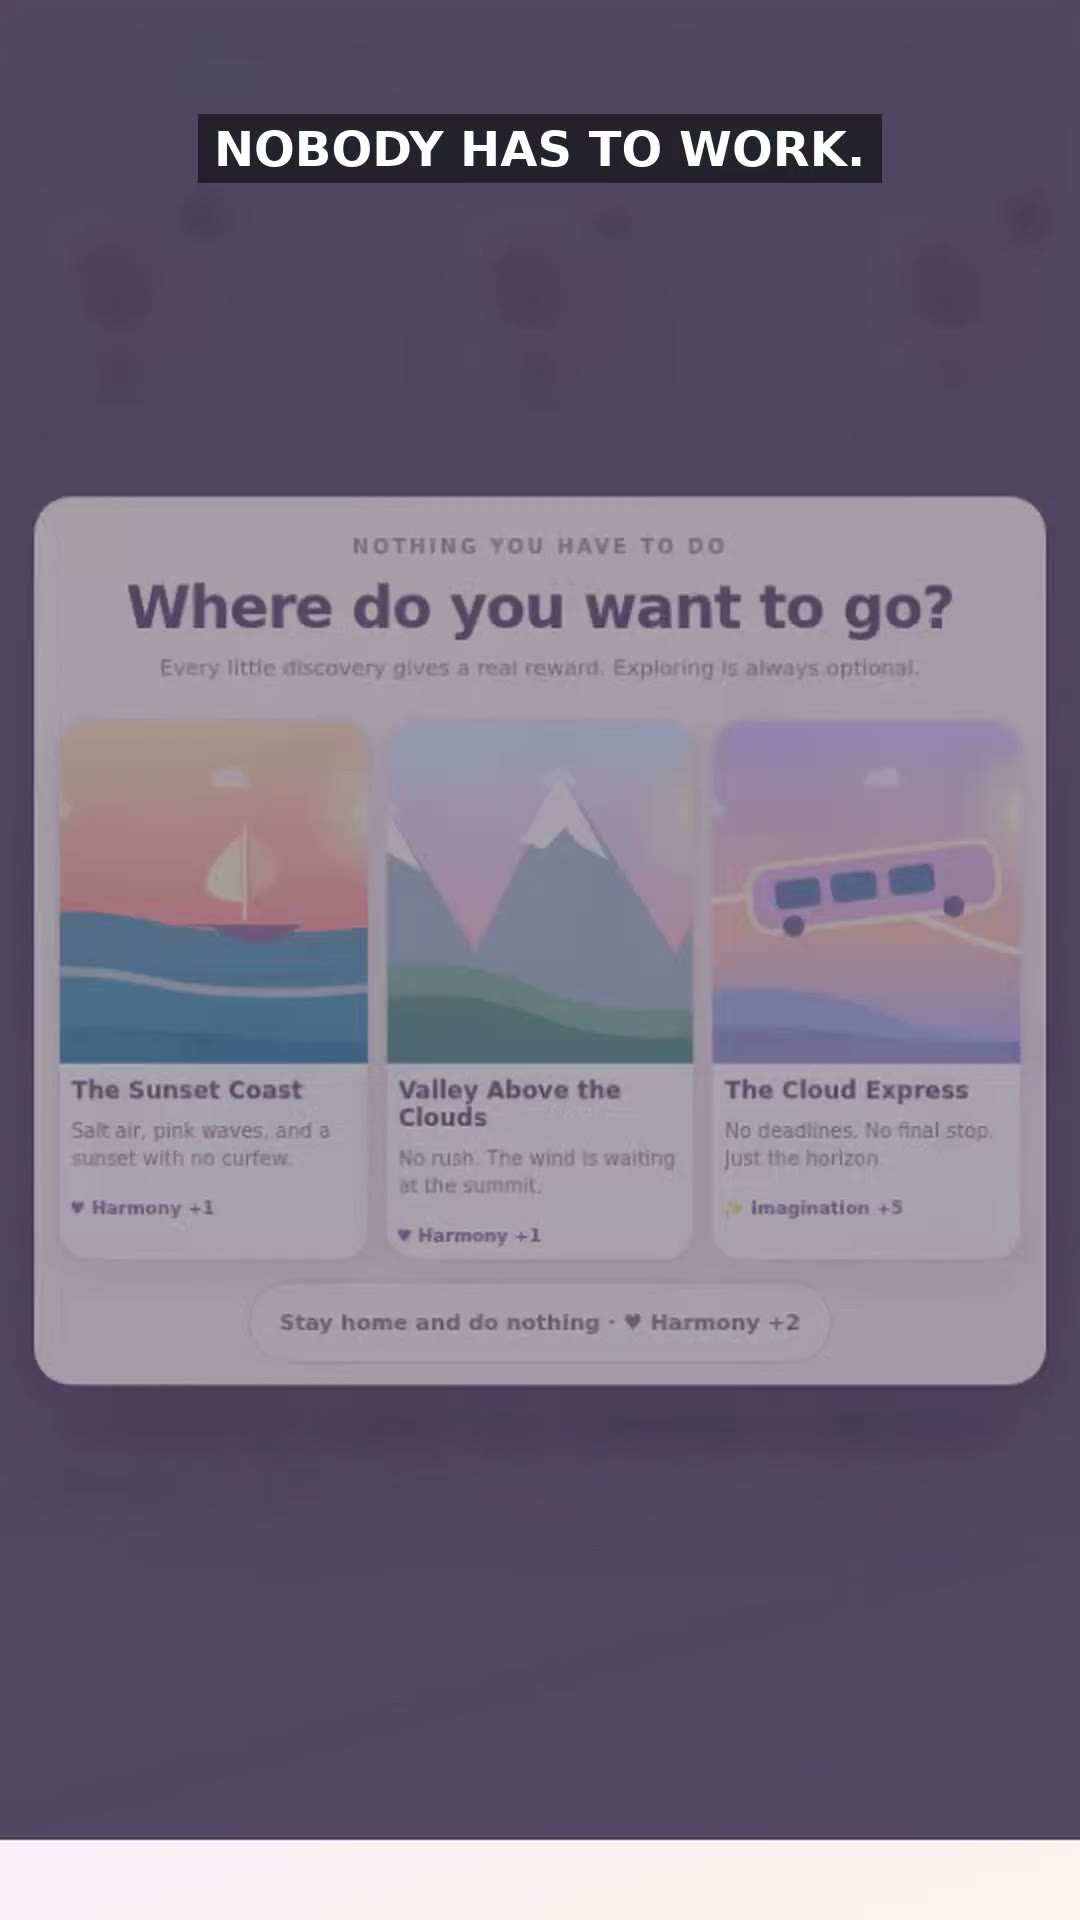 NOBODY HAS TO WORK.
NOTHING YOU HAVE TO DO
Where do you want to go?
Every little discovery gives a real reward. Exploring is always optional.
The Sunset Coast
Salt air, pink waves, and a
sunset with no curfew.
♥ Harmony +1
Valley Above the
Clouds
No rush. The wind is waiting
at the summit.
♥ Harmony +1
The Cloud Express
No deadlines. No final stop.
Just the horizon.
✨ Imagination +5
Stay home and do nothing · ♥ Harmony +2